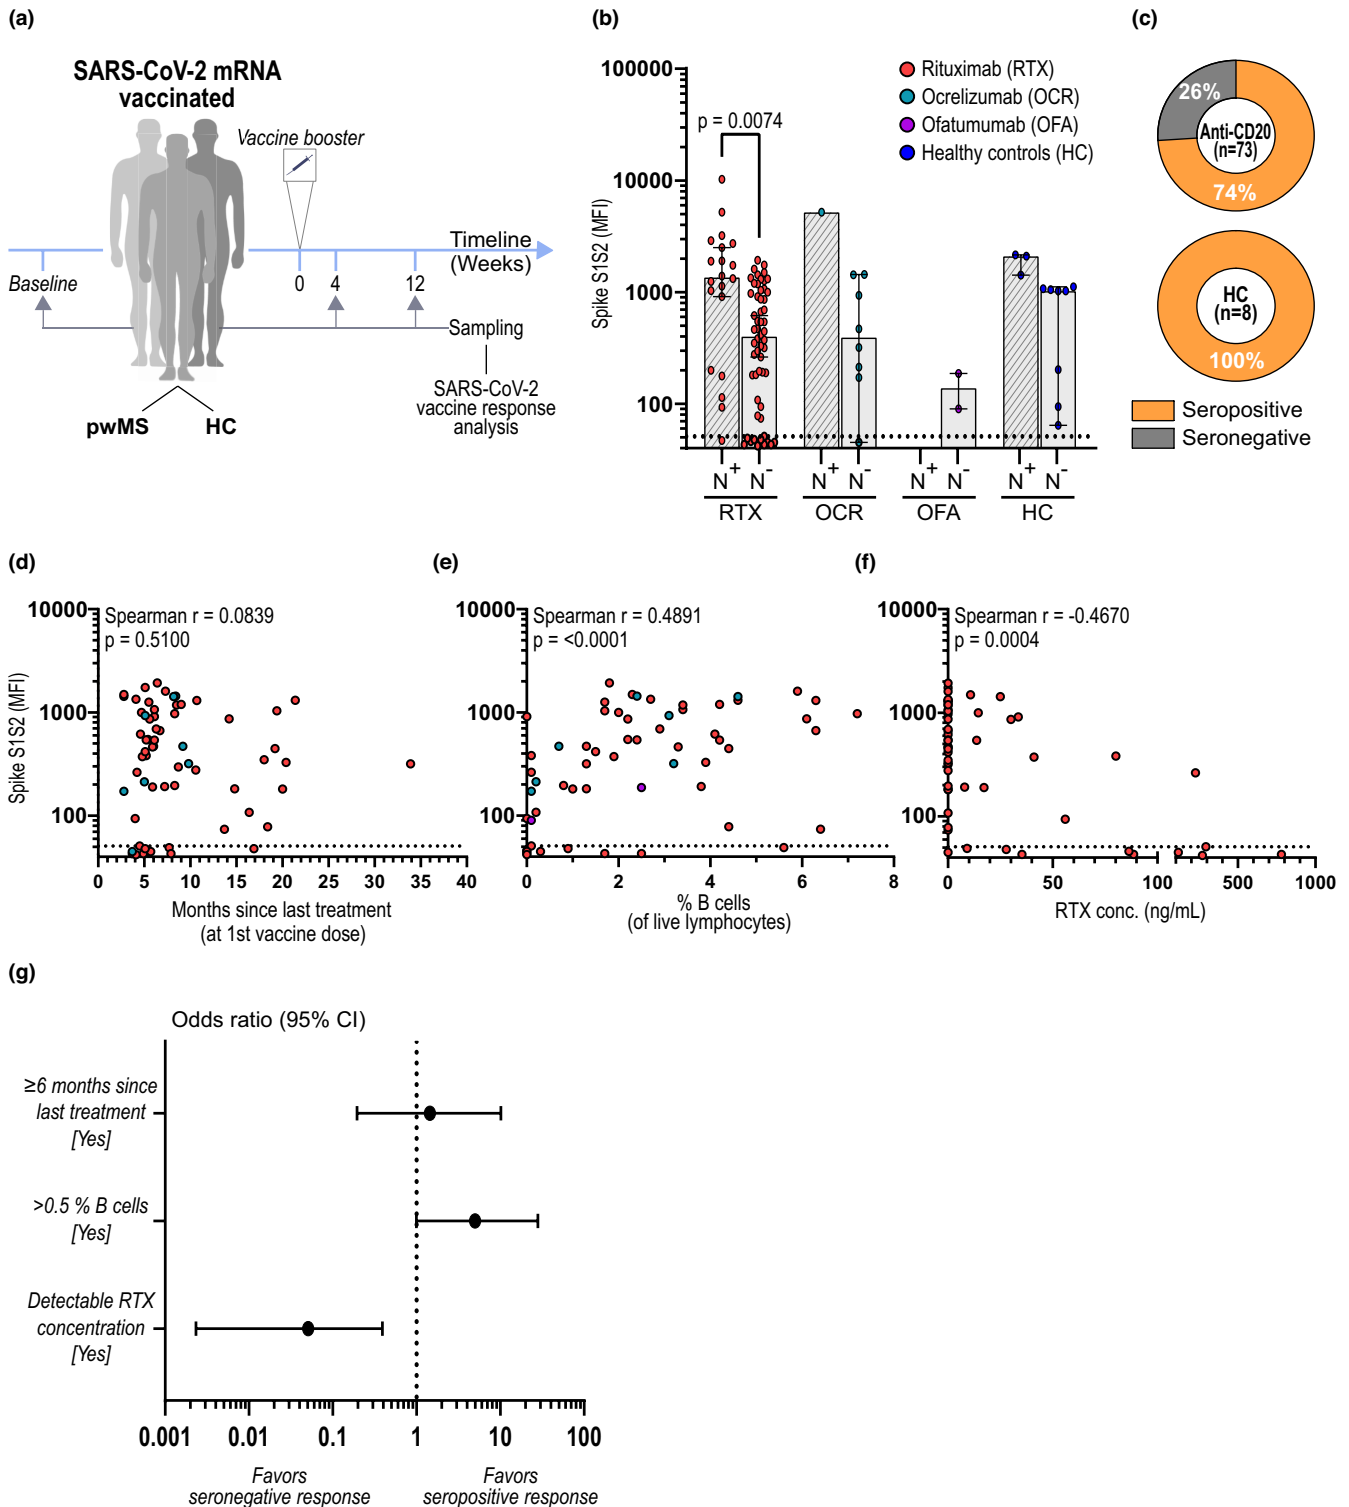 (a)
SARS-CoV-2 mRNA
vaccinated
Vaccine booster
Timeline
(Weeks)
Baseline
0
4
12
Sampling
SARS-CoV-2
vaccine response
analysis
pwMS
HC
(b)
Spike S1S2 (MFI)
100000
10000
1000
100
p = 0.0074
Rituximab (RTX)
Ocrelizumab (OCR)
Ofatumumab (OFA)
Healthy controls (HC)
N+ N- N+ N- N+ N- N+ N-
RTX OCR OFA HC
(c)
26%
Anti-CD20
(n=73)
74%
HC
(n=8)
100%
Seropositive
Seronegative
(d)
Spearman r = 0.0839
p = 0.5100
Spike S1S2 (MFI)
10000
1000
100
0 5 10 15 20 25 30 35 40
Months since last treatment
(at 1st vaccine dose)
(e)
Spearman r = 0.4891
p = <0.0001
10000
1000
100
0 2 4 6 8
% B cells
(of live lymphocytes)
(f)
Spearman r = -0.4670
p = 0.0004
10000
1000
100
0 50 100 500 1000
RTX conc. (ng/mL)
(g)
Odds ratio (95% CI)
≥6 months since
last treatment
[Yes]
>0.5 % B cells
[Yes]
Detectable RTX
concentration
[Yes]
0.001 0.01 0.1 1 10 100
Favors
seronegative response
Favors
seropositive response